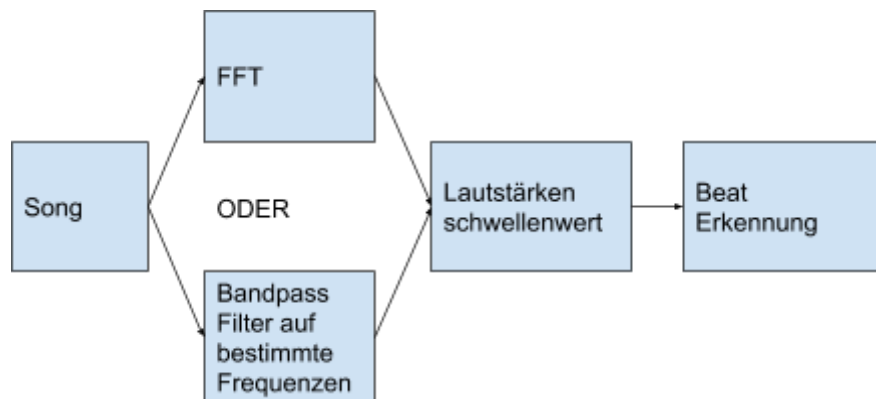 FFT
Song
ODER
Bandpass
Filter auf
bestimmte
Frequenzen
Lautstärken
schwellenwert
Beat
Erkennung